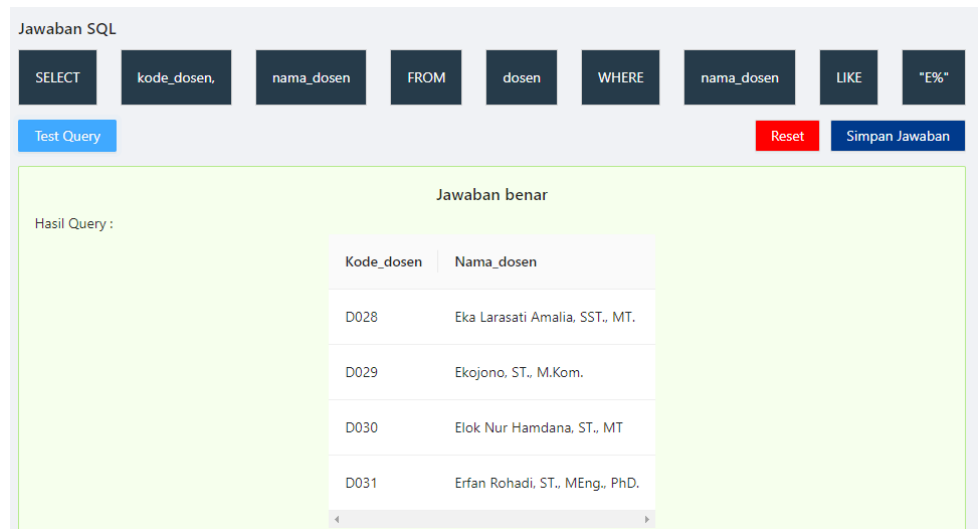 Jawaban SQL
SELECT kode_dosen, nama_dosen FROM dosen WHERE nama_dosen LIKE "E%"
Test Query Reset Simpan Jawaban
Jawaban benar
Hasil Query :
Kode_dosen Nama_dosen
D028 Eka Larasati Amalia, SST., MT.
D029 Ekojono, ST., M.Kom.
D030 Elok Nur Hamdana, ST., MT
D031 Erfan Rohadi, ST., MEng., PhD.